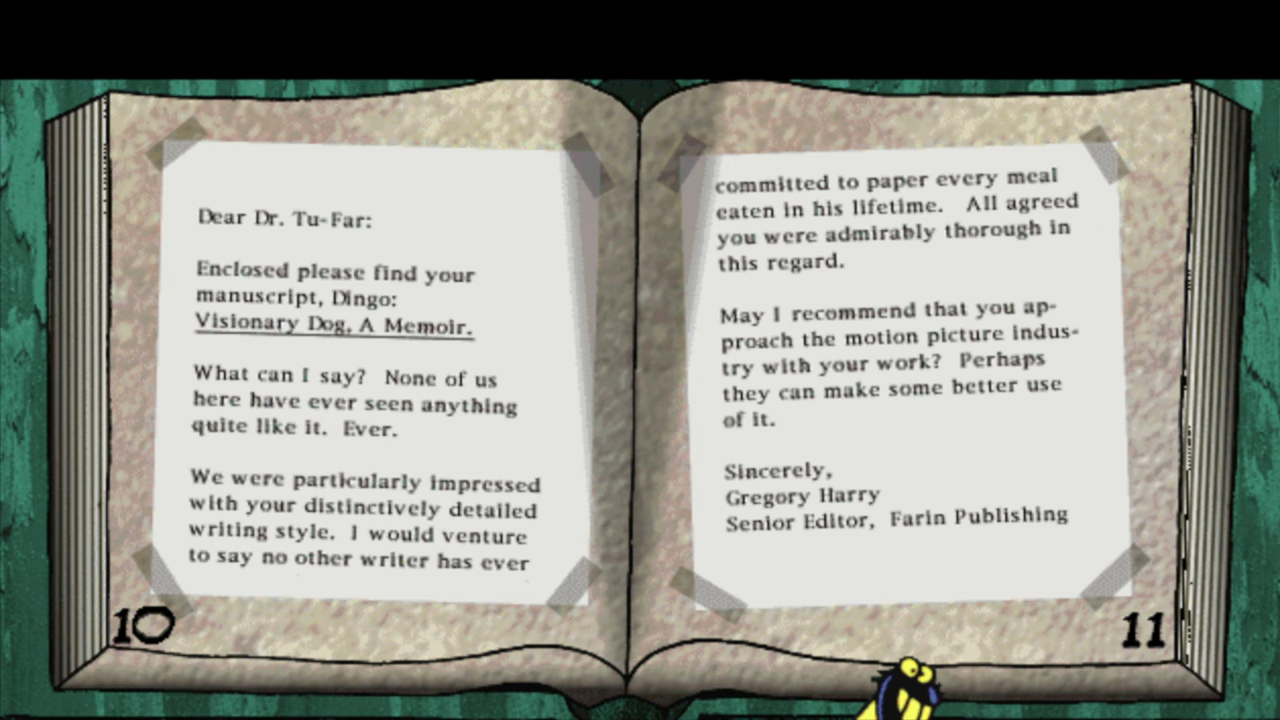 Dear Dr. Tu-Far:
Enclosed please find your
manuscript, Dingo:
Visionary Dog, A Memoir.
What can I say?  None of us
here have ever seen anything
quite like it.  Ever.
We were particularly impressed
with your distinctively detailed
writing style.  I would venture
to say no other writer has ever
10
committed to paper every meal
eaten in his lifetime.  All agreed
you were admirably thorough in
this regard.
May I recommend that you ap-
proach the motion picture indus-
try with your work?  Perhaps
they can make some better use
of it.
Sincerely,
Gregory Harry
Senior Editor,  Farin Publishing
11